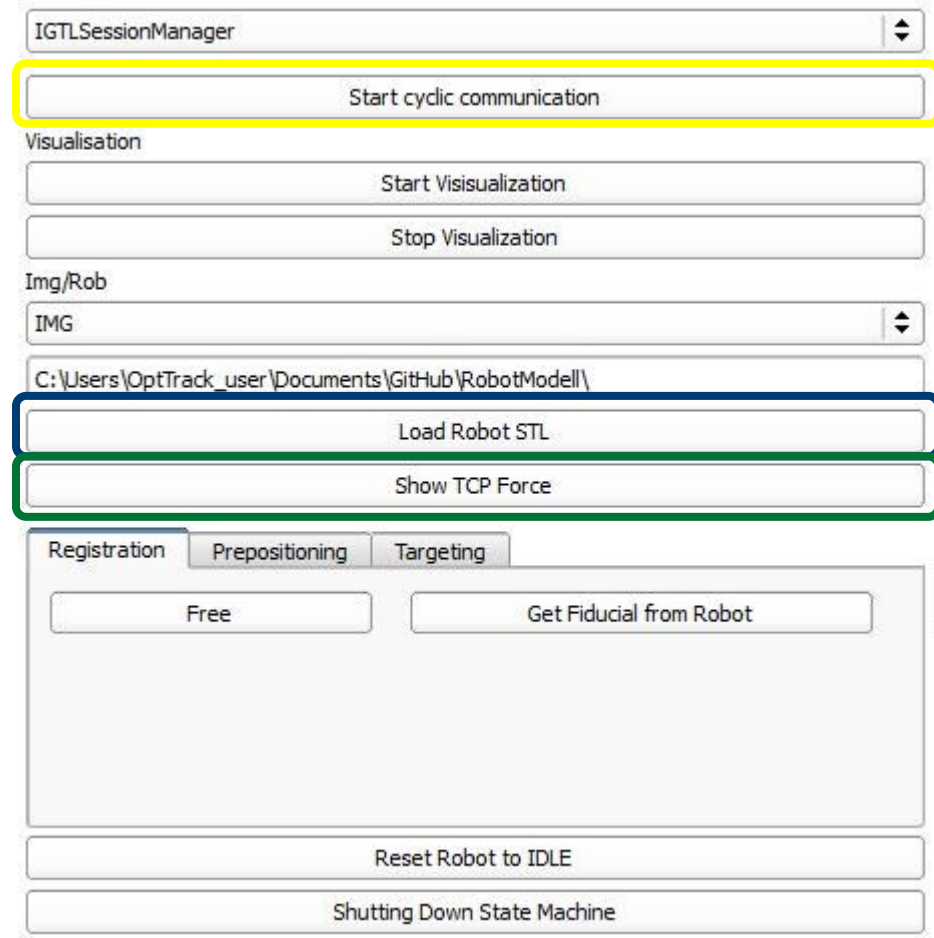 IGTLSessionManager
Start cyclic communication
Visualisation
Start Visisualization
Stop Visualization
Img/Rob
IMG
C:\Users\OptTrack_user\Documents\GitHub\RobotModell\
Load Robot STL
Show TCP Force
Registration Prepositioning Targeting
Free Get Fiducial from Robot
Reset Robot to IDLE
Shutting Down State Machine